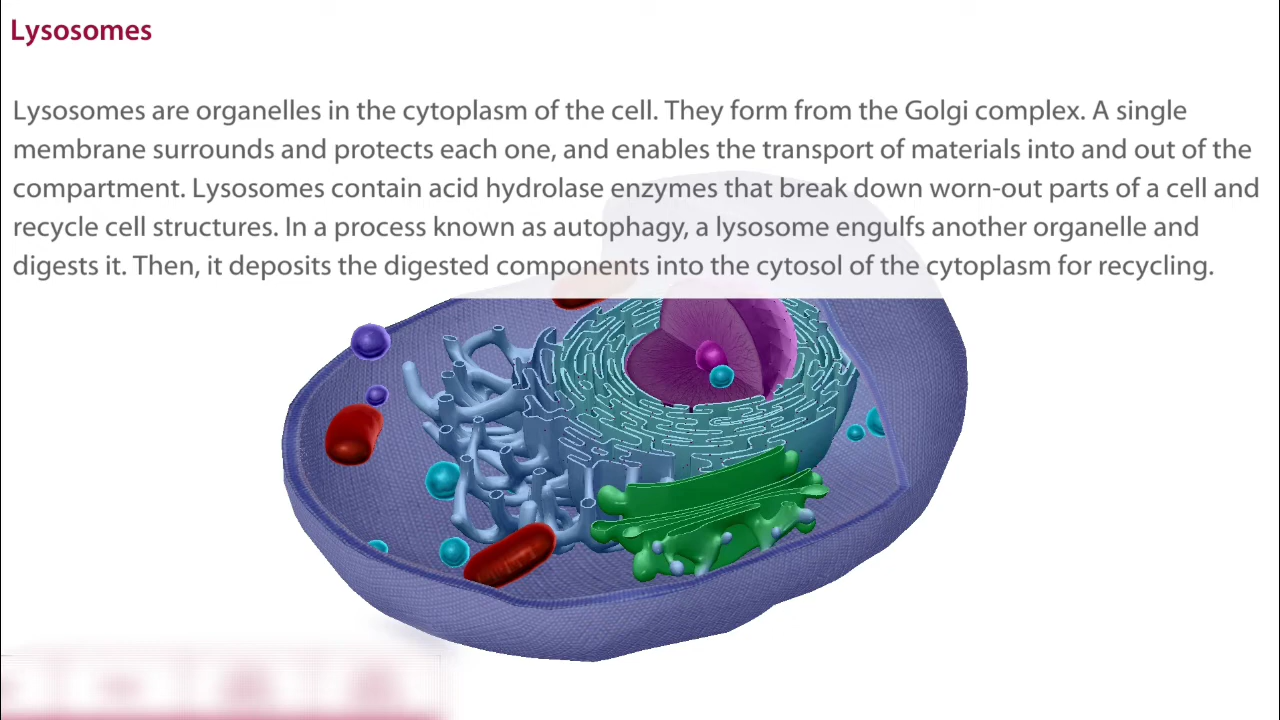 Lysosomes
Lysosomes are organelles in the cytoplasm of the cell. They form from the Golgi complex. A single
membrane surrounds and protects each one, and enables the transport of materials into and out of the
compartment. Lysosomes contain acid hydrolase enzymes that break down worn-out parts of a cell and
recycle cell structures. In a process known as autophagy, a lysosome engulfs another organelle and
digests it. Then, it deposits the digested components into the cytosol of the cytoplasm for recycling.